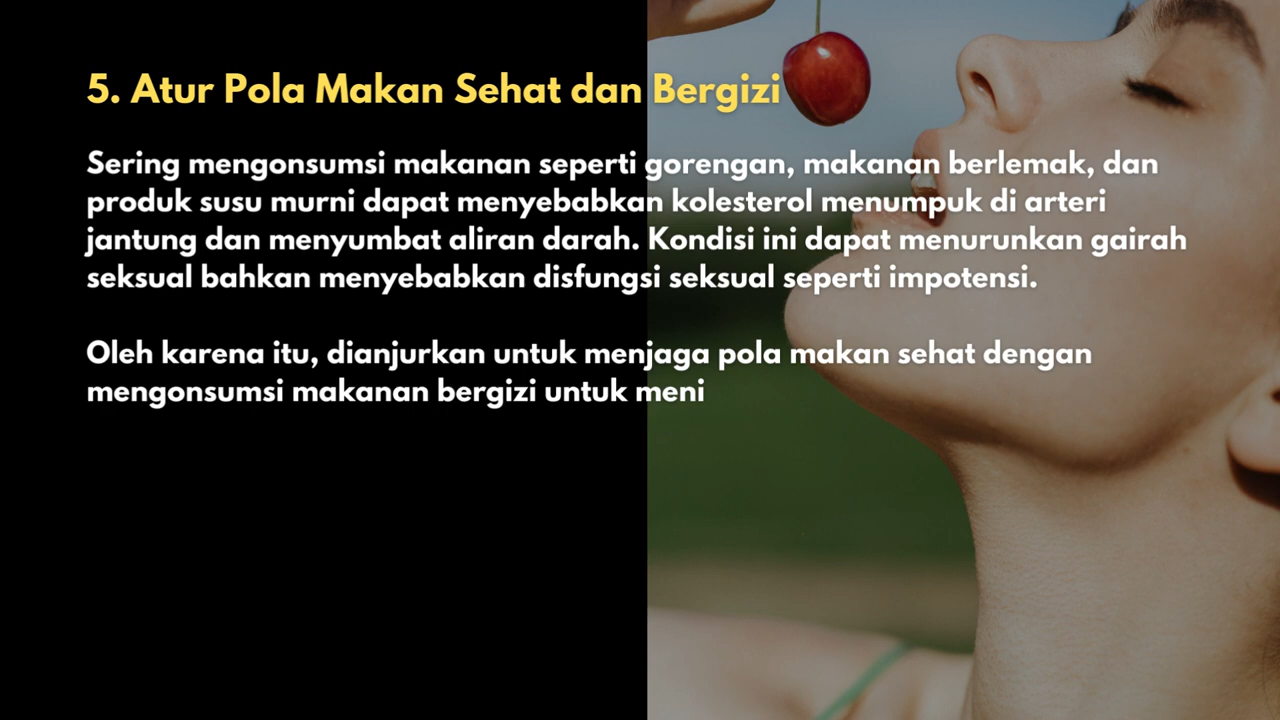 5. Atur Pola Makan Sehat dan Bergizi
Sering mengonsumsi makanan seperti gorengan, makanan berlemak, dan
produk susu murni dapat menyebabkan kolesterol menumpuk di arteri
jantung dan menyumbat aliran darah. Kondisi ini dapat menurunkan gairah
seksual bahkan menyebabkan disfungsi seksual seperti impotensi.
Oleh karena itu, dianjurkan untuk menjaga pola makan sehat dengan
mengonsumsi makanan bergizi untuk meni